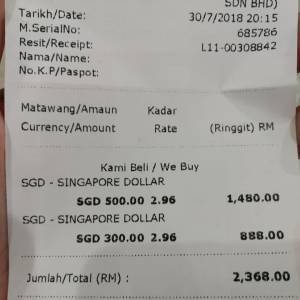 SDN BHD)
Tarikh/Date: 30/7/2018 20:15
M.SerialNo: 685786
Resit/Receipt: L11-00308842
Nama/Name:
No.K.P/Paspot:
Matawang/Amaun Kadar
Currency/Amount Rate (Ringgit) RM
Kami Beli / We Buy
SGD - SINGAPORE DOLLAR
SGD 500.00 2.96 1,480.00
SGD - SINGAPORE DOLLAR
SGD 300.00 2.96 888.00
Jumlah/Total (RM) : 2,368.00